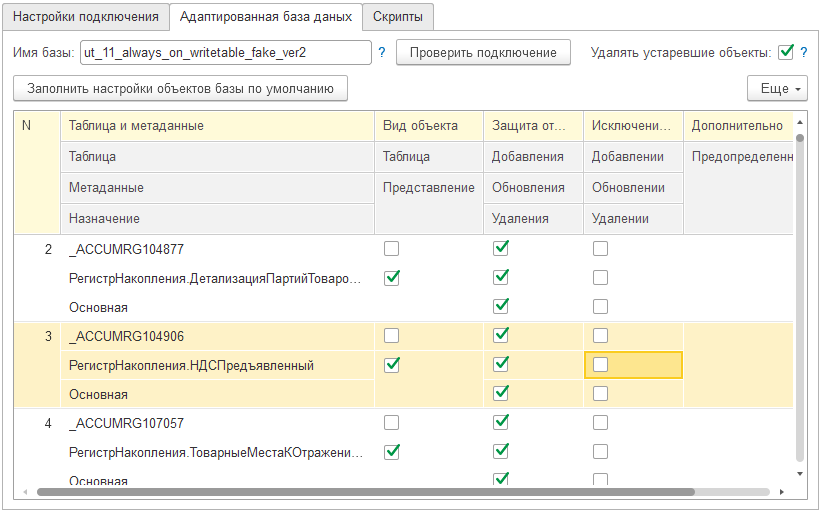 Настройки подключения Адаптированная база даных Скрипты
Имя базы: ut_11_always_on_writetable_fake_ver2 ? Проверить подключение Удалять устаревшие объекты: ?
Заполнить настройки объектов базы по умолчанию Еще
N Таблица и метаданные Вид объекта Защита от... Исключени... Дополнительно
Таблица Таблица Добавления Добавлении Предопределенн
Метаданные Представление Обновления Обновлении
Назначение Удаления Удалении
2 _ACCUMRG104877
РегистрНакопления.ДетализацияПартийТоваро...
Основная
3 _ACCUMRG104906
РегистрНакопления.НДСПредъявленный
Основная
4 _ACCUMRG107057
РегистрНакопления.ТоварныеМестаКОтражени...
Основная